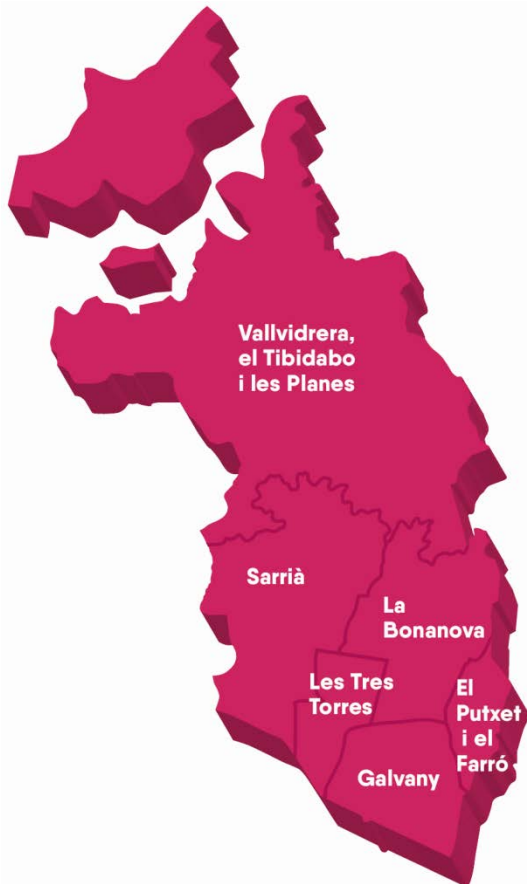 Vallvidrera,
el Tibidabo
i les Planes
Sarrià
La
Bonanova
Les Tres
Torres
El
Putxet
i el
Farró
Galvany